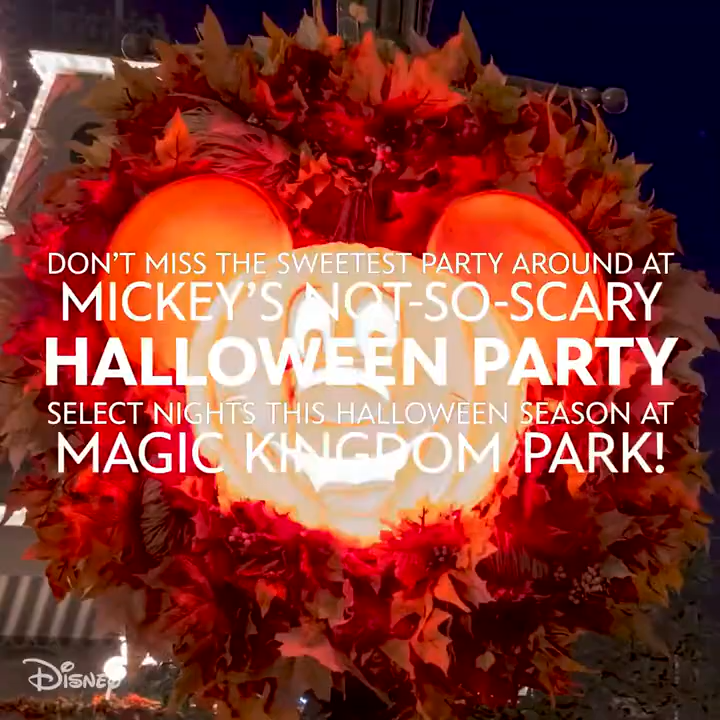 DON'T MISS THE SWEETEST PARTY AROUND AT
MICKEY'S NOT-SO-SCARY
HALLOWEEN PARTY
SELECT NIGHTS THIS HALLOWEEN SEASON AT
MAGIC KINGDOM PARK!
Disney